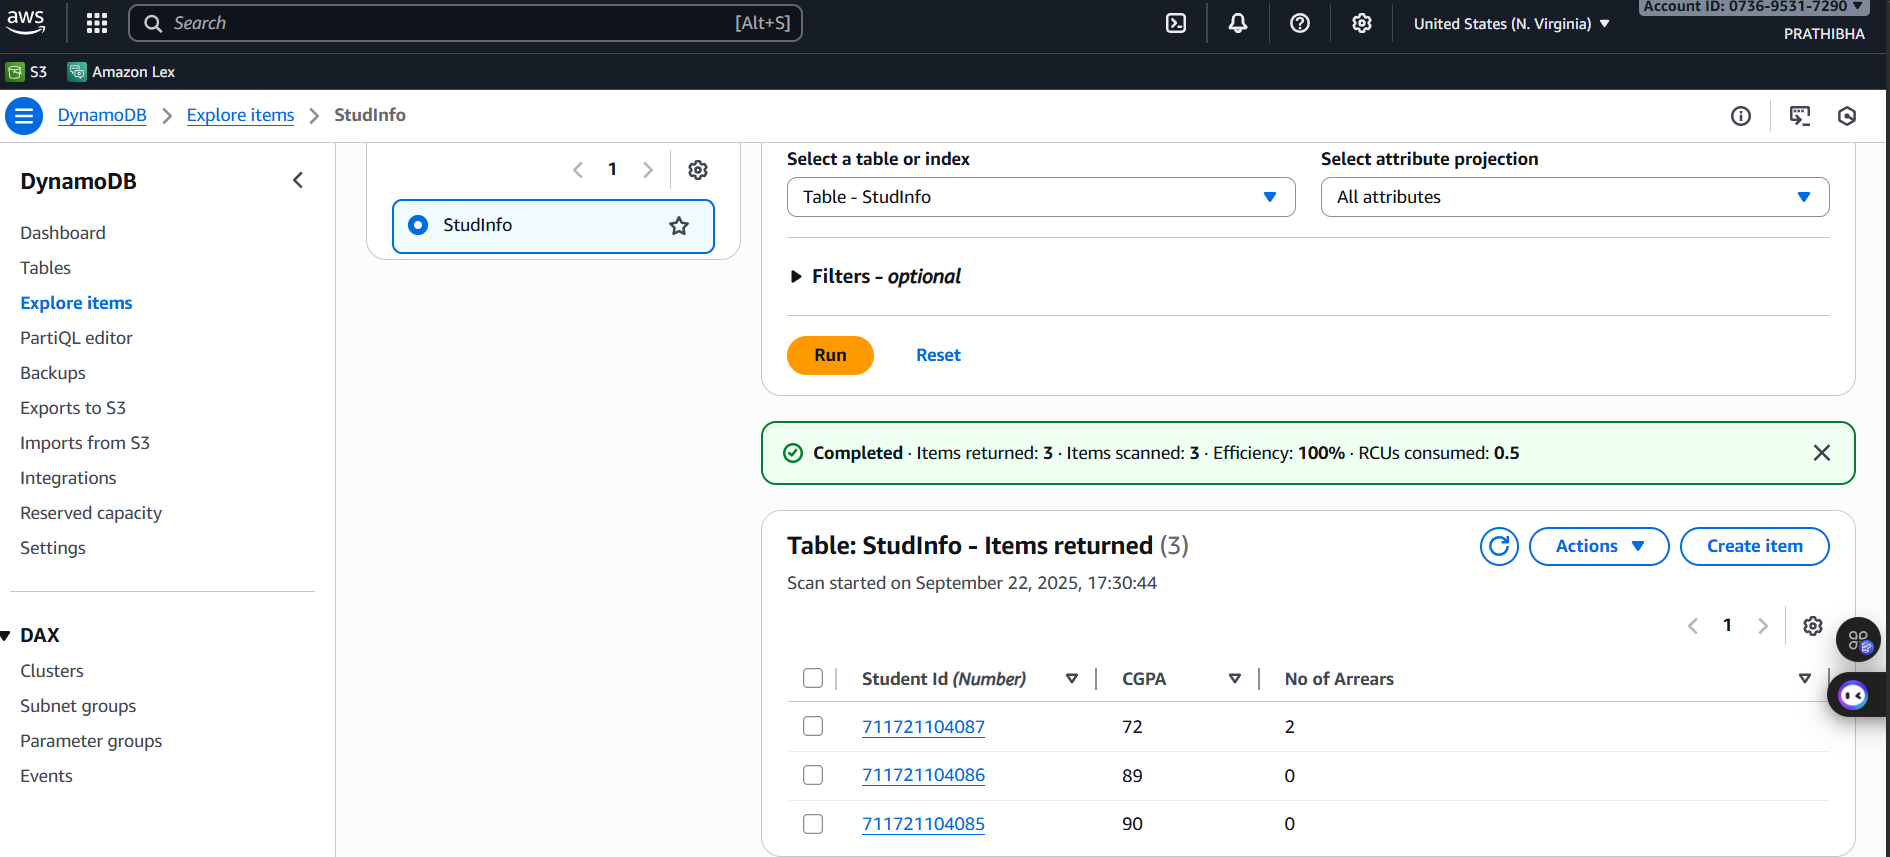 aws
Search
[Alt+S]
United States (N. Virginia)
Account ID: 0736-9531-7290
PRATHIBHA
S3
Amazon Lex
DynamoDB
Explore items
StudInfo
DynamoDB
Dashboard
Tables
Explore items
PartiQL editor
Backups
Exports to S3
Imports from S3
Integrations
Reserved capacity
Settings
DAX
Clusters
Subnet groups
Parameter groups
Events
1
StudInfo
Select a table or index
Table - StudInfo
Select attribute projection
All attributes
Filters - optional
Run
Reset
Completed · Items returned: 3 · Items scanned: 3 · Efficiency: 100% · RCUs consumed: 0.5
Table: StudInfo - Items returned (3)
Scan started on September 22, 2025, 17:30:44
Actions
Create item
1
Student Id (Number) CGPA No of Arrears
711721104087 72 2
711721104086 89 0
711721104085 90 0